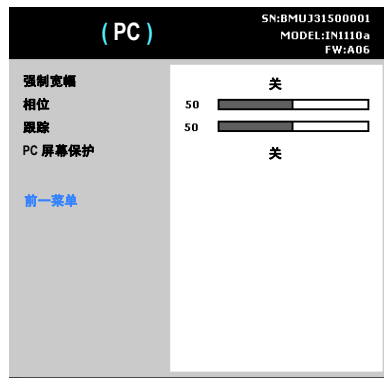 ( PC )
SN:BMUJ31500001
MODEL:IN1110a
FW:A06
强制宽幅 关
相位 50
跟踪 50
PC 屏幕保护 关
前一菜单